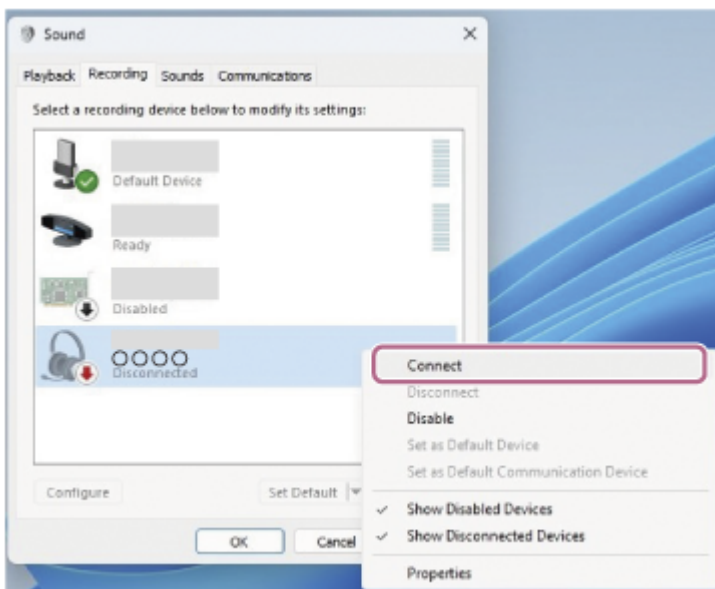 Sound
Playback Recording Sounds Communications
Select a recording device below to modify its settings:
Default Device
Ready
Disabled
○○○○
Disconnected
Connect
Disconnect
Disable
Set as Default Device
Set as Default Communication Device
Configure
Set Default
Show Disabled Devices
Show Disconnected Devices
OK
Cancel
Properties